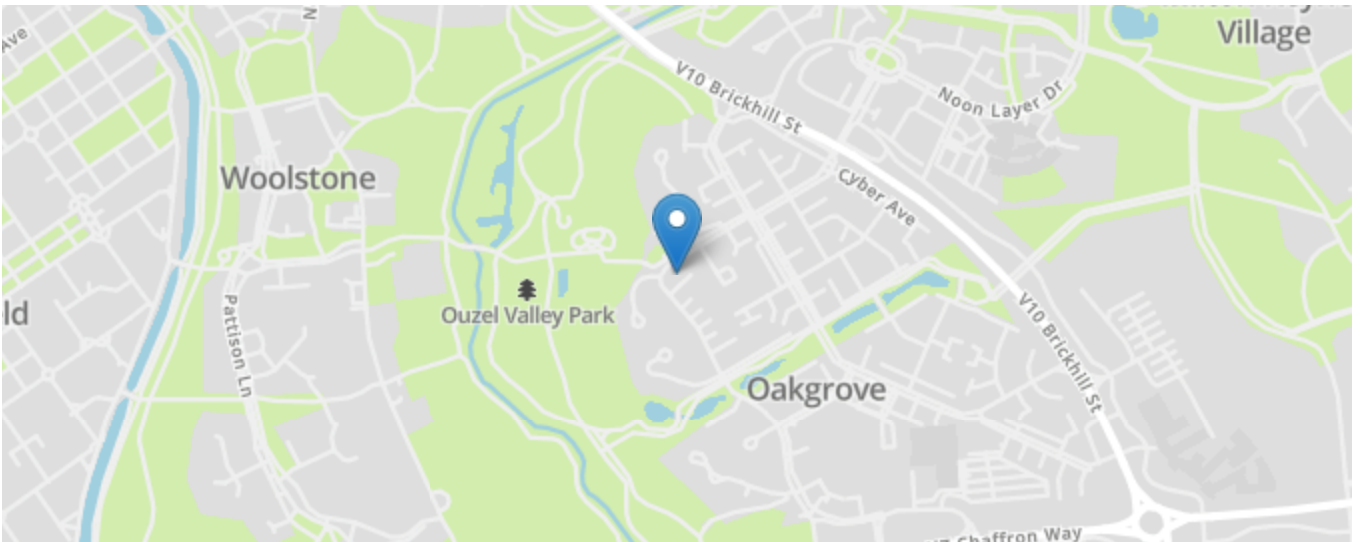 Ave
N
Village
V10 Brickhill St
Noon Layer Dr
Woolstone
Cyber Ave
ld
Pattison Ln
Ouzel Valley Park
V10 Brickhill St
Oakgrove
Chaffron Way